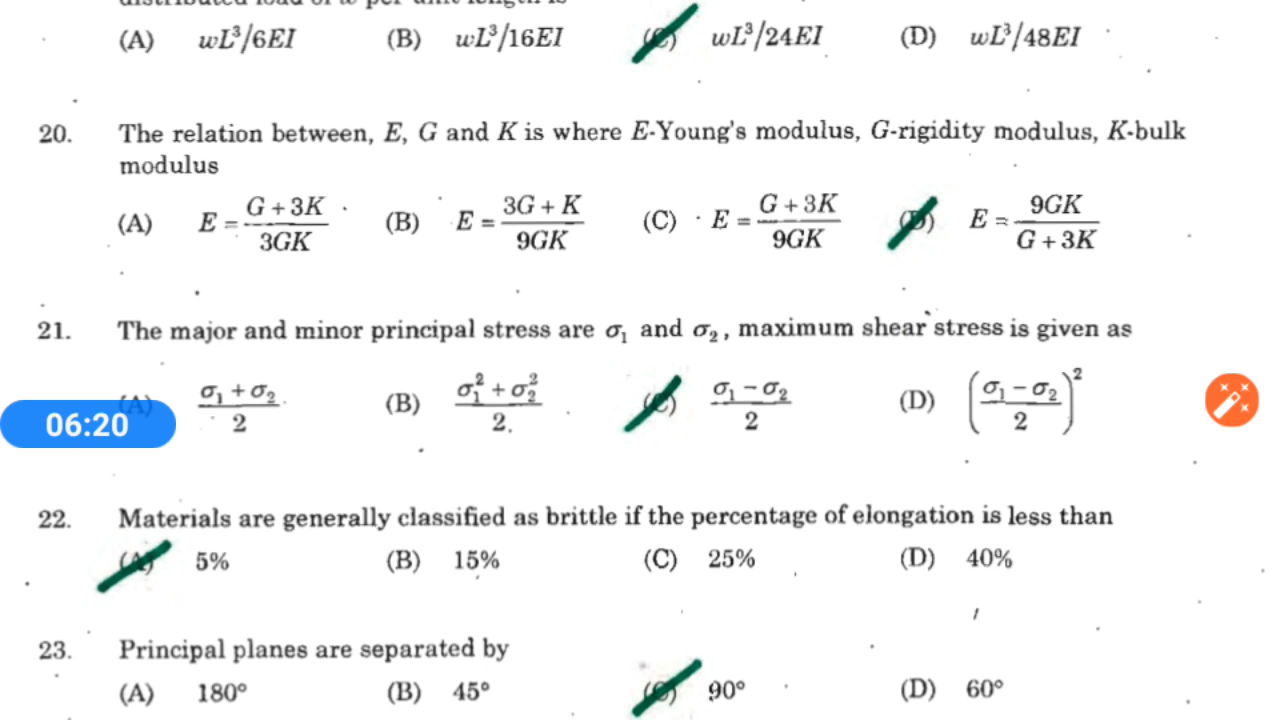 (A) wL³/6EI (B) wL³/16EI (C) wL³/24EI (D) wL³/48EI
20. The relation between, E, G and K is where E-Young's modulus, G-rigidity modulus, K-bulk
modulus
(A) E = (G + 3K)/(3GK) (B) E = (3G + K)/(9GK) (C) E = (G + 3K)/(9GK) (D) E = (9GK)/(G + 3K)
21. The major and minor principal stress are σ₁ and σ₂, maximum shear stress is given as
(A) (σ₁ + σ₂)/2 (B) (σ₁² + σ₂²)/2. (C) (σ₁ − σ₂)/2 (D) ((σ₁ − σ₂)/2)²
06:20
22. Materials are generally classified as brittle if the percentage of elongation is less than
(A) 5% (B) 15% (C) 25% (D) 40%
23. Principal planes are separated by
(A) 180° (B) 45° (C) 90° (D) 60°